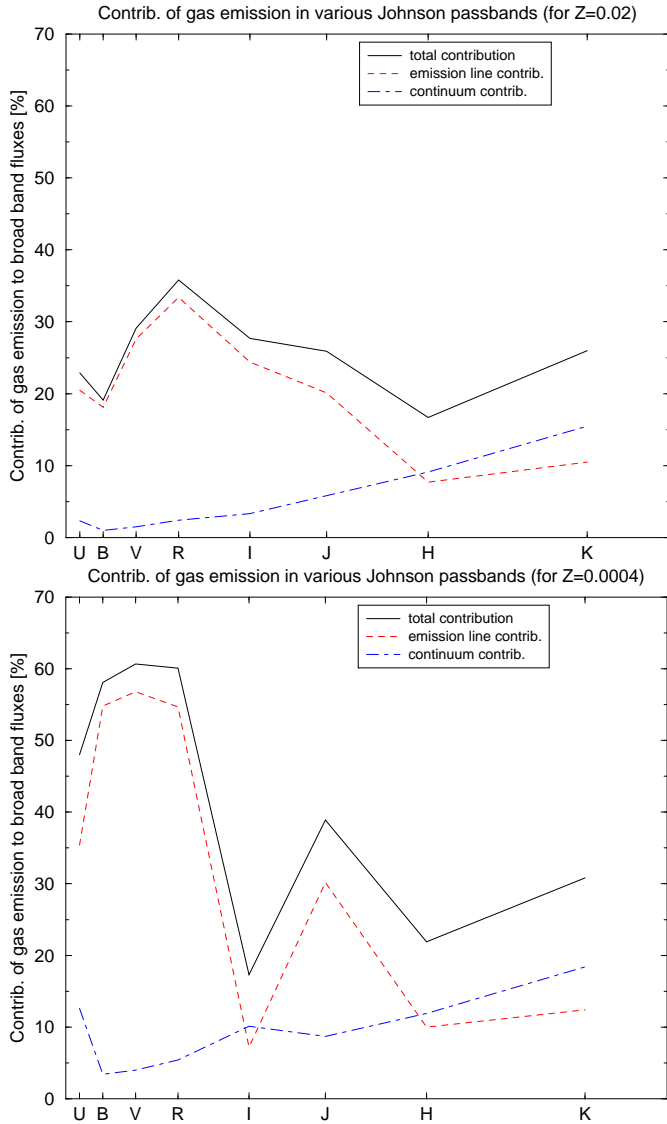 Contrib. of gas emission in various Johnson passbands (for Z=0.02)
Contrib. of gas emission to broad band fluxes [%]
70
60
50
40
30
20
10
0
total contribution
emission line contrib.
continuum contrib.
U B V R I J H K
Contrib. of gas emission in various Johnson passbands (for Z=0.0004)
Contrib. of gas emission to broad band fluxes [%]
70
60
50
40
30
20
10
0
total contribution
emission line contrib.
continuum contrib.
U B V R I J H K